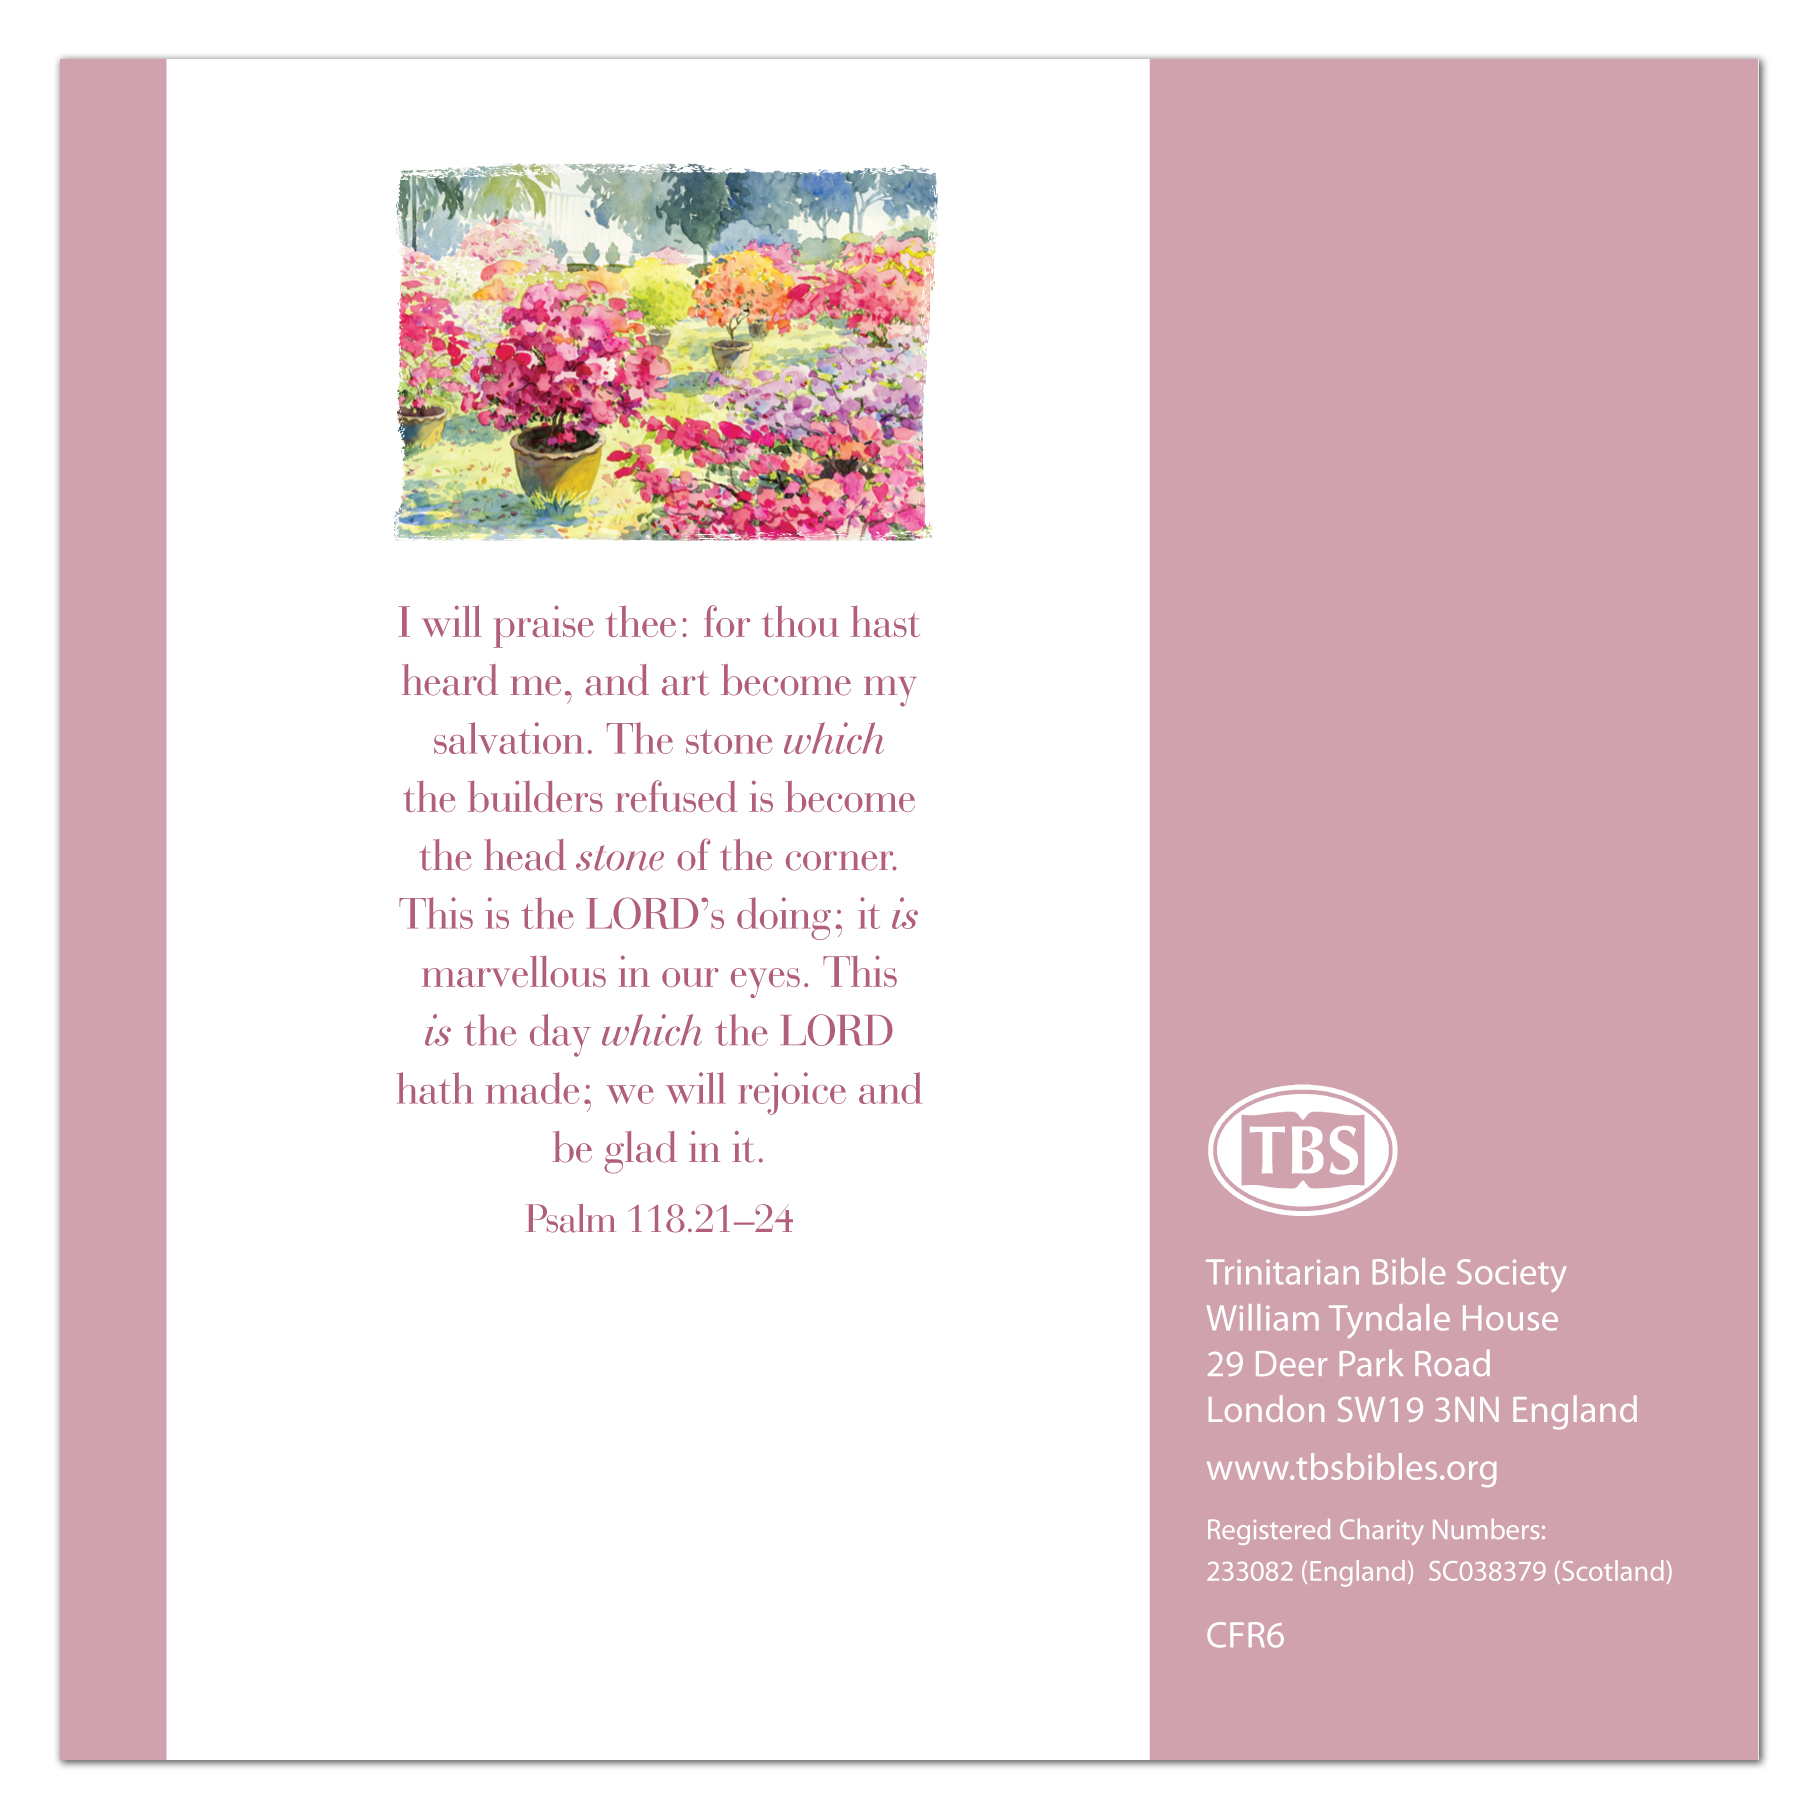 I will praise thee: for thou hast
heard me, and art become my
salvation. The stone which
the builders refused is become
the head stone of the corner.
This is the LORD’s doing; it is
marvellous in our eyes. This
is the day which the LORD
hath made; we will rejoice and
be glad in it.
Psalm 118.21–24
TBS
Trinitarian Bible Society
William Tyndale House
29 Deer Park Road
London SW19 3NN England
www.tbsbibles.org
Registered Charity Numbers:
233082 (England) SC038379 (Scotland)
CFR6